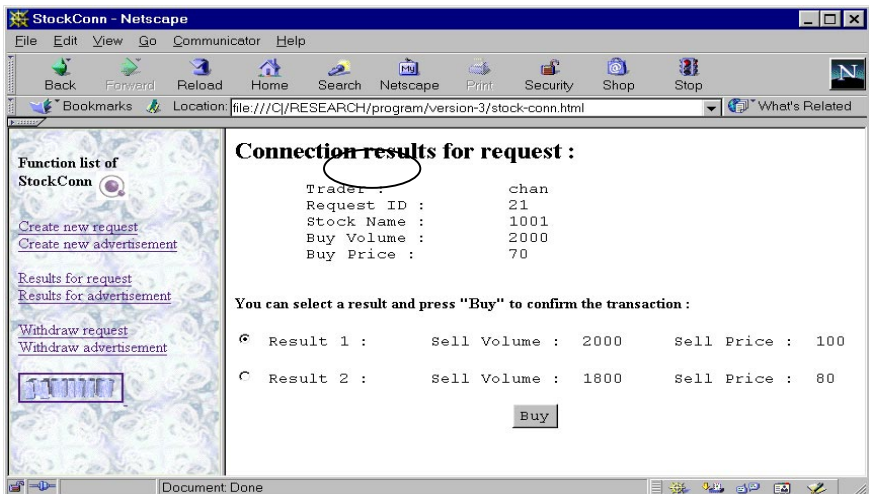 StockConn - Netscape
File Edit View Go Communicator Help
Back Forward Reload Home Search Netscape Print Security Shop Stop
My
N
Bookmarks Location: file:///C|/RESEARCH/program/version-3/stock-conn.html What's Related
Function list of
StockConn
Create new request
Create new advertisement
Results for request
Results for advertisement
Withdraw request
Withdraw advertisement
Connection results for request :
Trader : chan
Request ID : 21
Stock Name : 1001
Buy Volume : 2000
Buy Price : 70
You can select a result and press "Buy" to confirm the transaction :
Result 1 : Sell Volume : 2000 Sell Price : 100
Result 2 : Sell Volume : 1800 Sell Price : 80
Buy
Document: Done